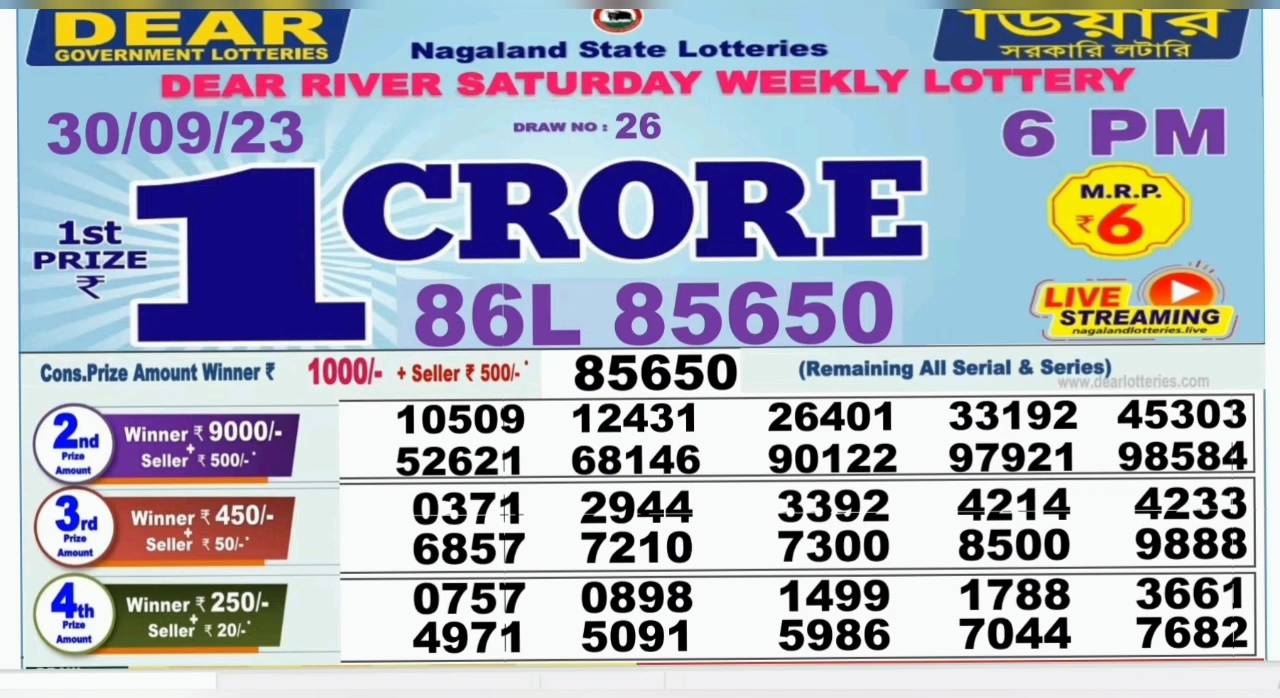 DEAR
GOVERNMENT LOTTERIES
Nagaland State Lotteries
ডিয়ার
সরকারি লটারি
DEAR RIVER SATURDAY WEEKLY LOTTERY
30/09/23
DRAW NO : 26
6 PM
1st
PRIZE
₹
1 CRORE
M.R.P.
₹6
86L 85650
LIVE
STREAMING
nagalandlotteries.live
Cons.Prize Amount Winner ₹ 1000/- + Seller ₹ 500/-* 85650 (Remaining All Serial & Series)
www.dearlotteries.com
2nd
Prize
Amount
Winner ₹ 9000/-
+
Seller ₹ 500/-*
10509 12431 26401 33192 45303
52621 68146 90122 97921 98584
3rd
Prize
Amount
Winner ₹ 450/-
+
Seller ₹ 50/-*
0371 2944 3392 4214 4233
6857 7210 7300 8500 9888
4th
Prize
Amount
Winner ₹ 250/-
+
Seller ₹ 20/-*
0757 0898 1499 1788 3661
4971 5091 5986 7044 7682